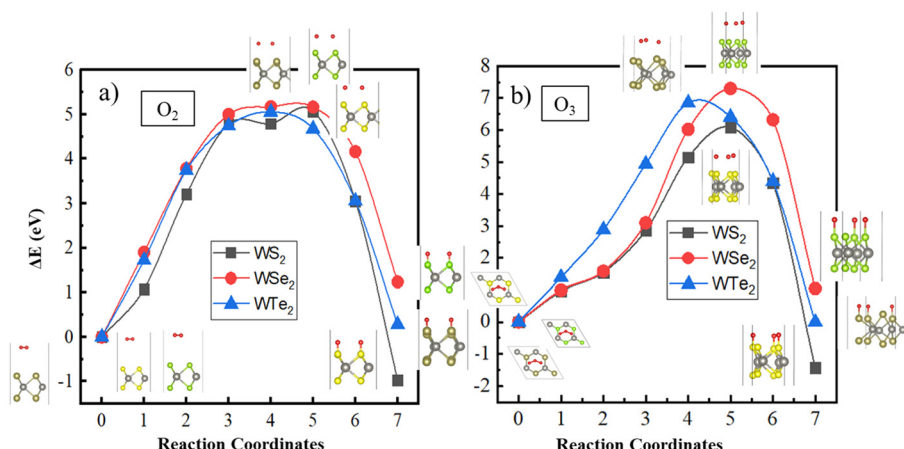 a)
O₂
6
5
4
3
2
1
0
-1
ΔE (eV)
WS₂
WSe₂
WTe₂
0 1 2 3 4 5 6 7
Reaction Coordinates
b)
O₃
8
7
6
5
4
3
2
1
0
-1
-2
WS₂
WSe₂
WTe₂
0 1 2 3 4 5 6 7
Reaction Coordinates